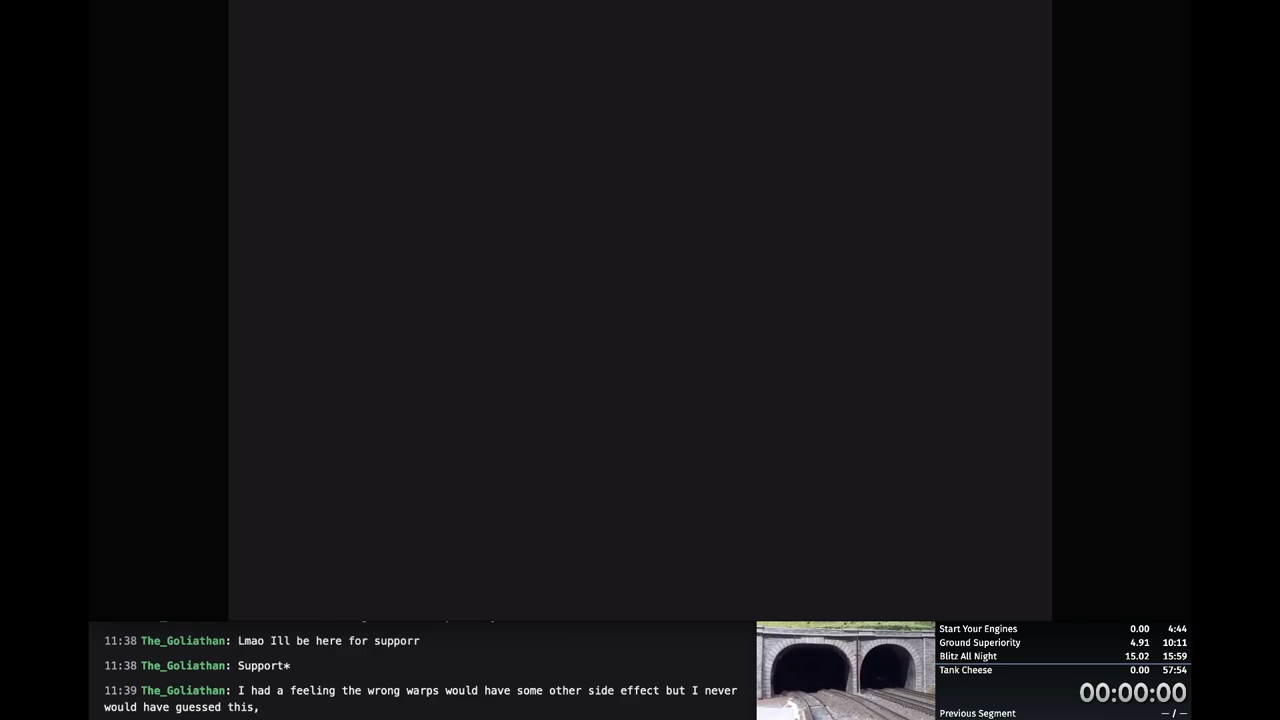 11:38 The_Goliathan: Lmao Ill be here for supporr
11:38 The_Goliathan: Support*
11:39 The_Goliathan: I had a feeling the wrong warps would have some other side effect but I never
would have guessed this,
Start Your Engines 0.00 4:44
Ground Superiority 4.91 10:11
Blitz All Night 15.02 15:59
Tank Cheese 0.00 57:54
00:00:00
Previous Segment — / —